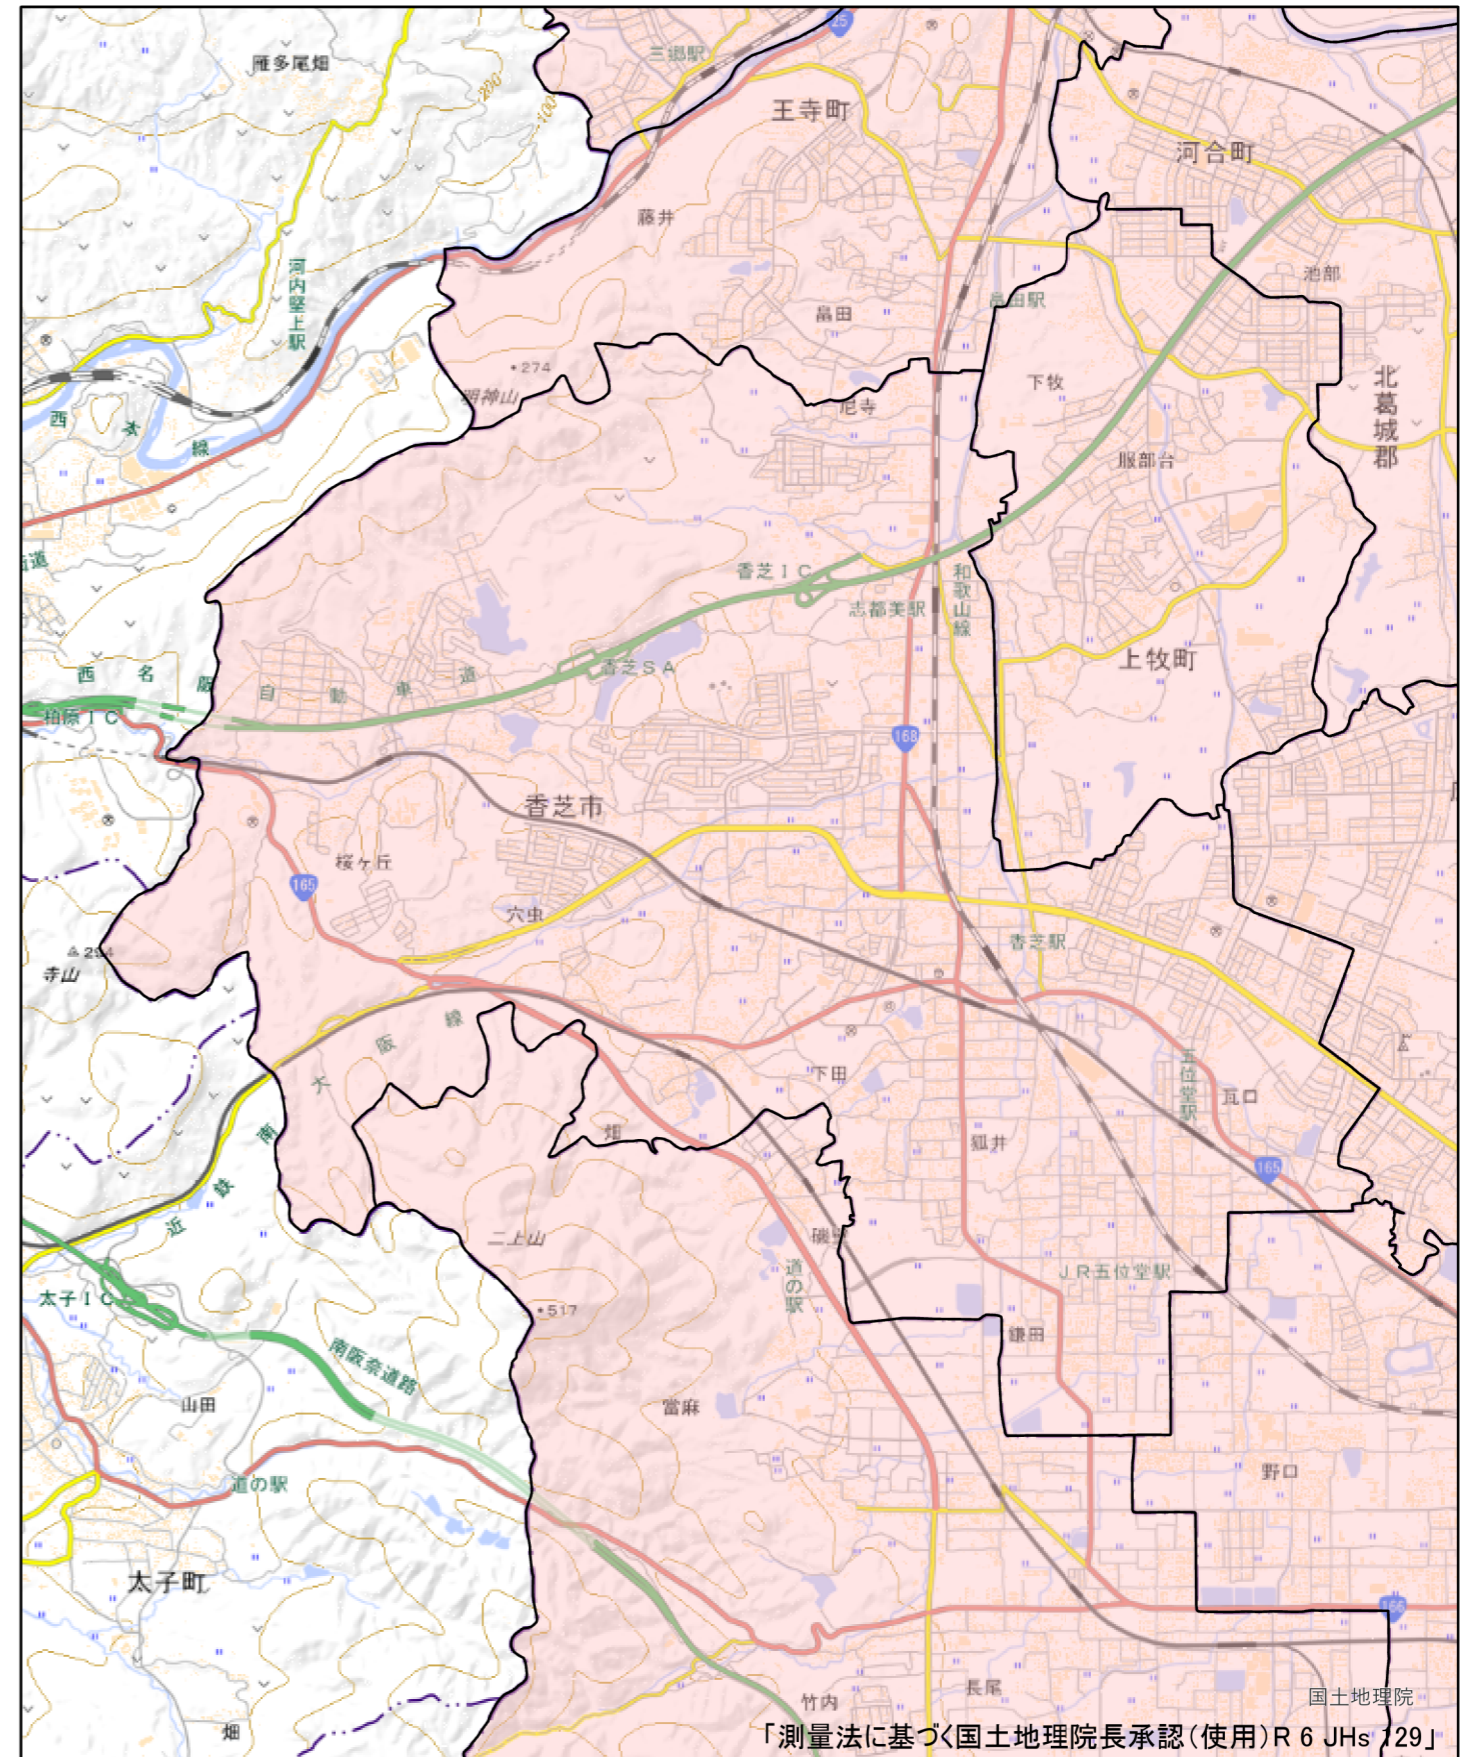 25
三郷駅
雁多尾畑
200
100
王寺町
河合町
藤井
池部
河内堅上駅
畠田駅
畠田
274
明神山
下牧
北葛城郡
尼寺
西本線
服部台
道
香芝IC
和歌山線
志都美駅
上牧町
香芝SA
西名阪自動車道
柏原IC
168
香芝市
桜ヶ丘
165
穴虫
香芝駅
294
寺山
大阪線
下田
五位堂駅
瓦口
畑
狐井
165
近鉄南
二上山
磯壁
道の駅
JR五位堂駅
太子IC
517
鎌田
南阪奈道路
山田
當麻
野口
道の駅
太子町
166
長尾
国土地理院
竹内
畑
「測量法に基づく国土地理院長承認(使用)R 6 JHs 129」